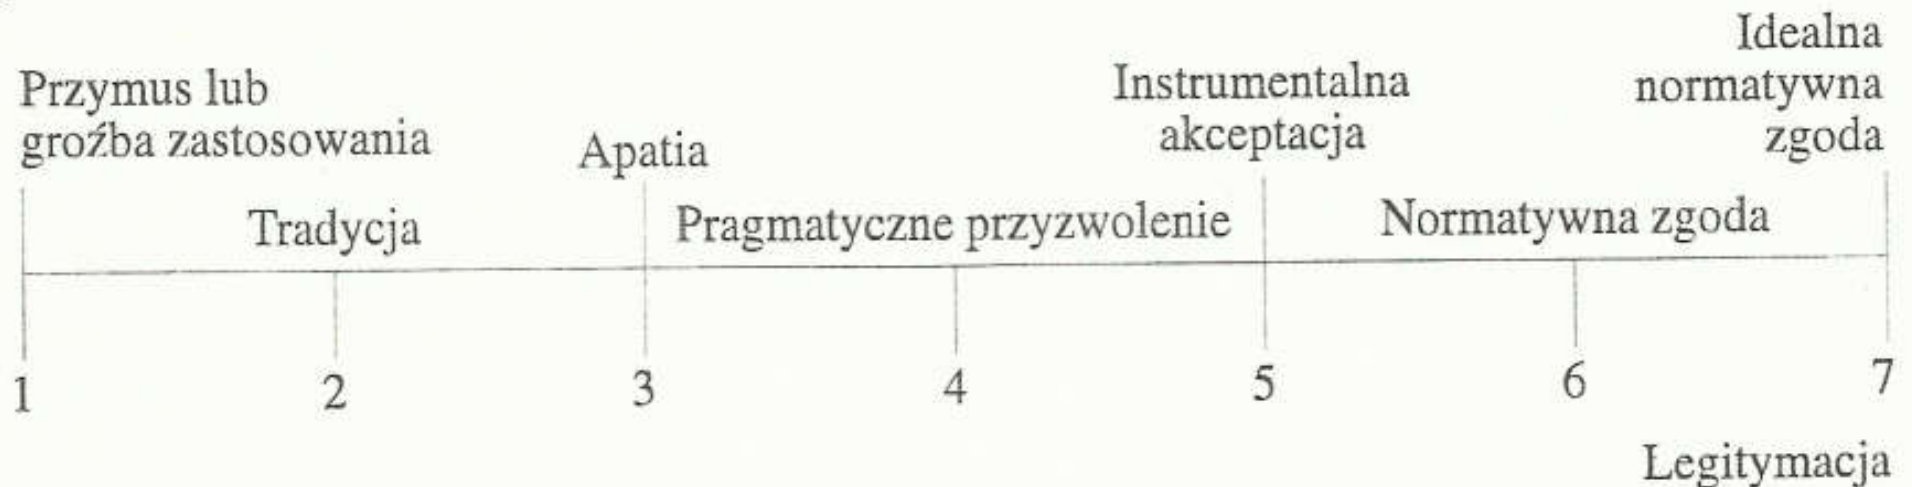 Przymus lub
groźba zastosowania
Tradycja
Apatia
Pragmatyczne przyzwolenie
Instrumentalna
akceptacja
Normatywna zgoda
Idealna
normatywna
zgoda
1 2 3 4 5 6 7
Legitymacja